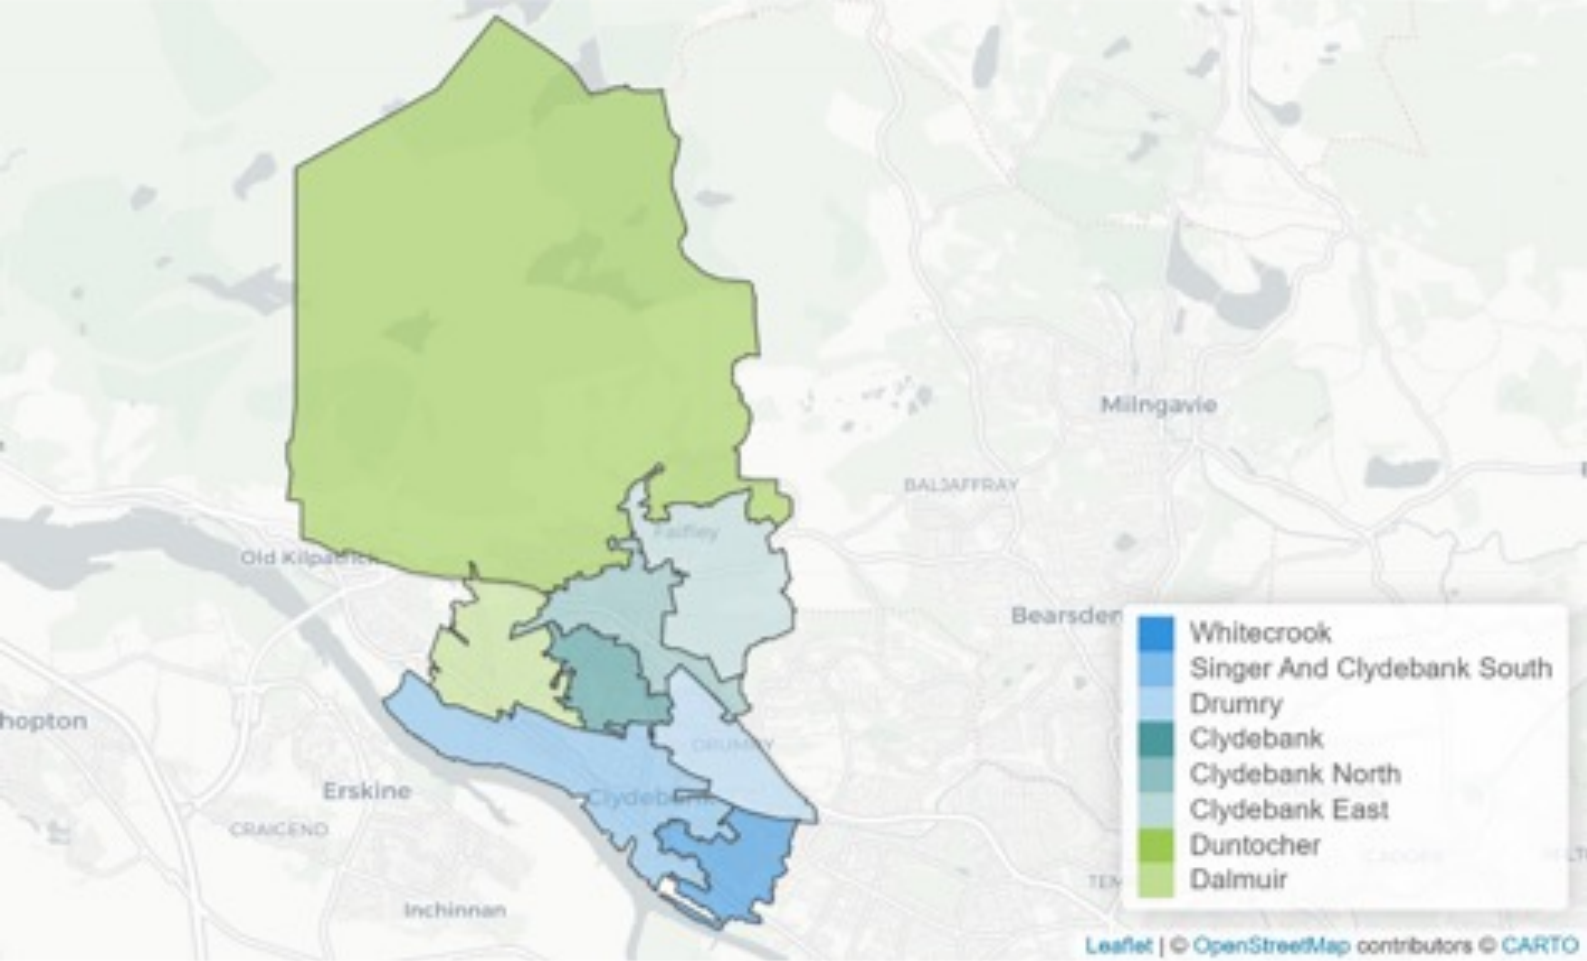 Milngavie
BALJAFFRAY
Faifley
Old Kilpatrick
Bearsden
hopton
DRUMRY
Erskine
Clydebank
CRAIGEND
Inchinnan
TEM
Whitecrook
Singer And Clydebank South
Drumry
Clydebank
Clydebank North
Clydebank East
Duntocher
Dalmuir
Leaflet | © OpenStreetMap contributors © CARTO